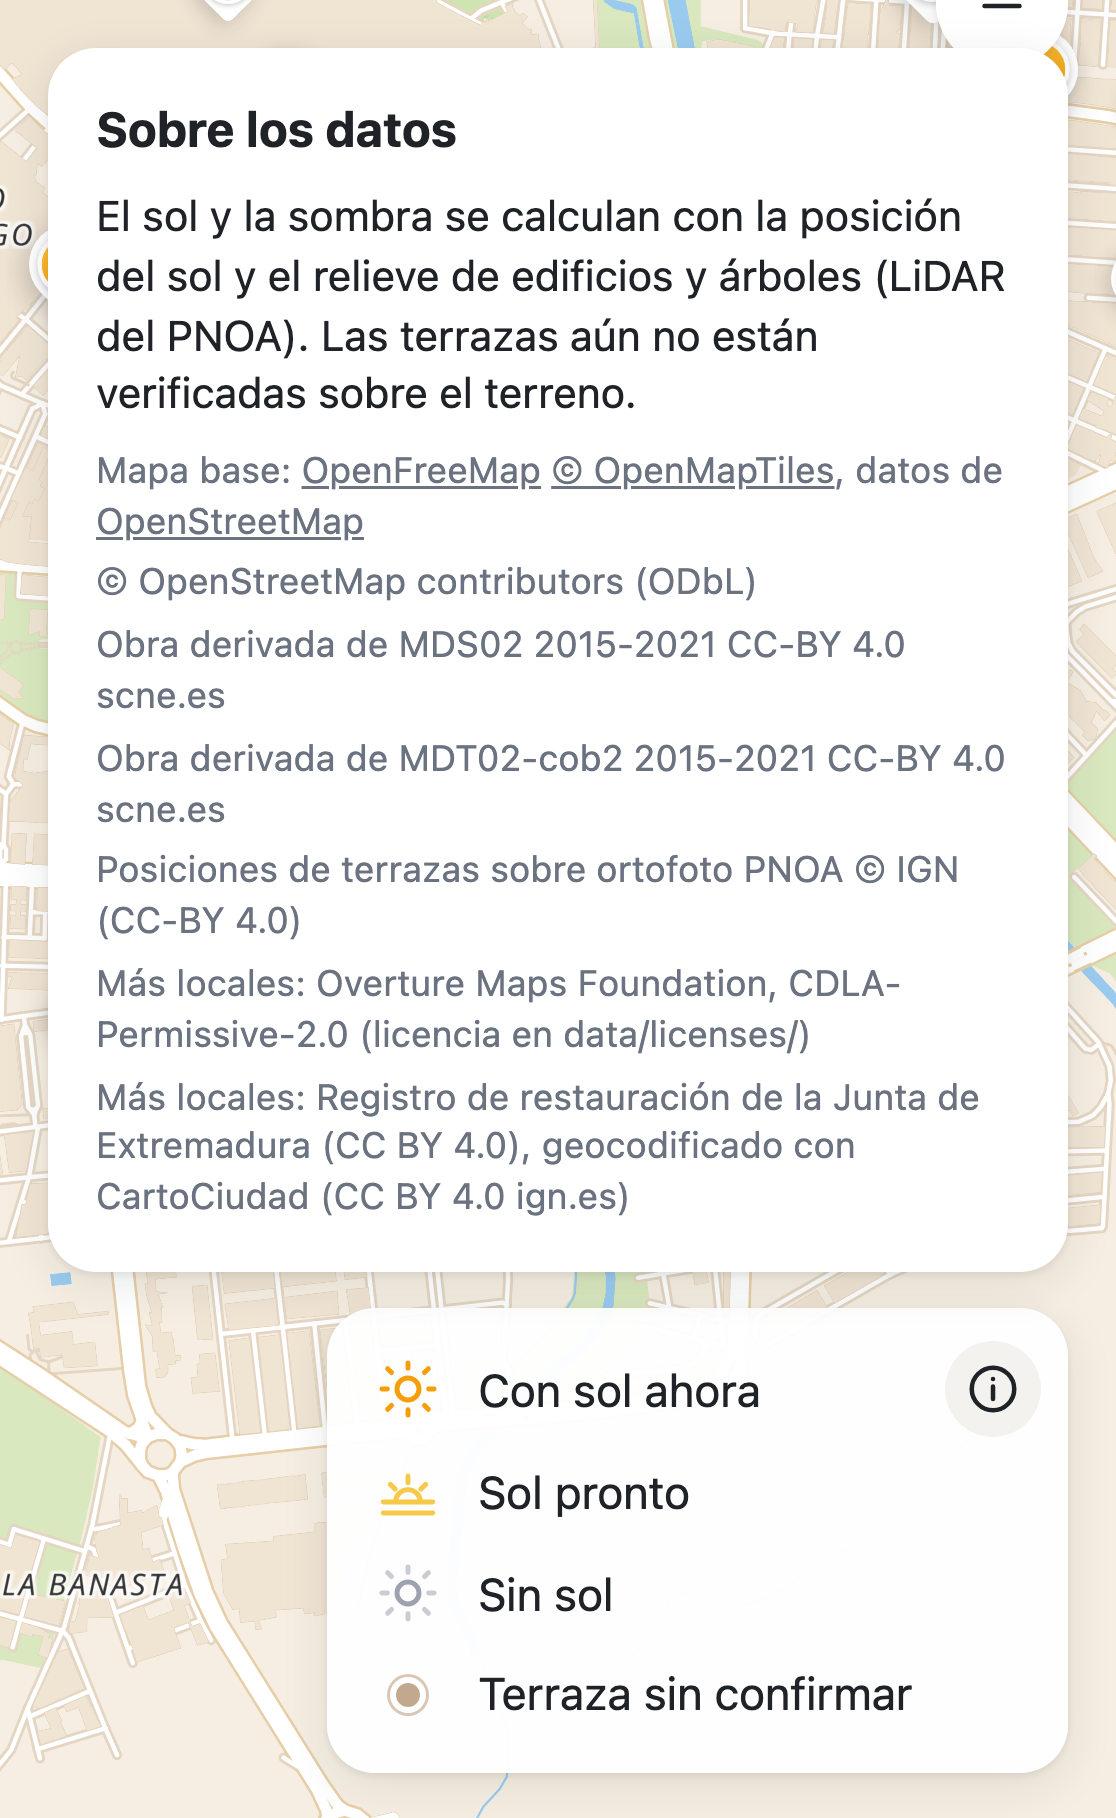 Sobre los datos
El sol y la sombra se calculan con la posición
del sol y el relieve de edificios y árboles (LiDAR
del PNOA). Las terrazas aún no están
verificadas sobre el terreno.
Mapa base: OpenFreeMap © OpenMapTiles, datos de
OpenStreetMap
© OpenStreetMap contributors (ODbL)
Obra derivada de MDS02 2015-2021 CC-BY 4.0
scne.es
Obra derivada de MDT02-cob2 2015-2021 CC-BY 4.0
scne.es
Posiciones de terrazas sobre ortofoto PNOA © IGN
(CC-BY 4.0)
Más locales: Overture Maps Foundation, CDLA-
Permissive-2.0 (licencia en data/licenses/)
Más locales: Registro de restauración de la Junta de
Extremadura (CC BY 4.0), geocodificado con
CartoCiudad (CC BY 4.0 ign.es)
Con sol ahora
Sol pronto
Sin sol
Terraza sin confirmar
LA BANASTA